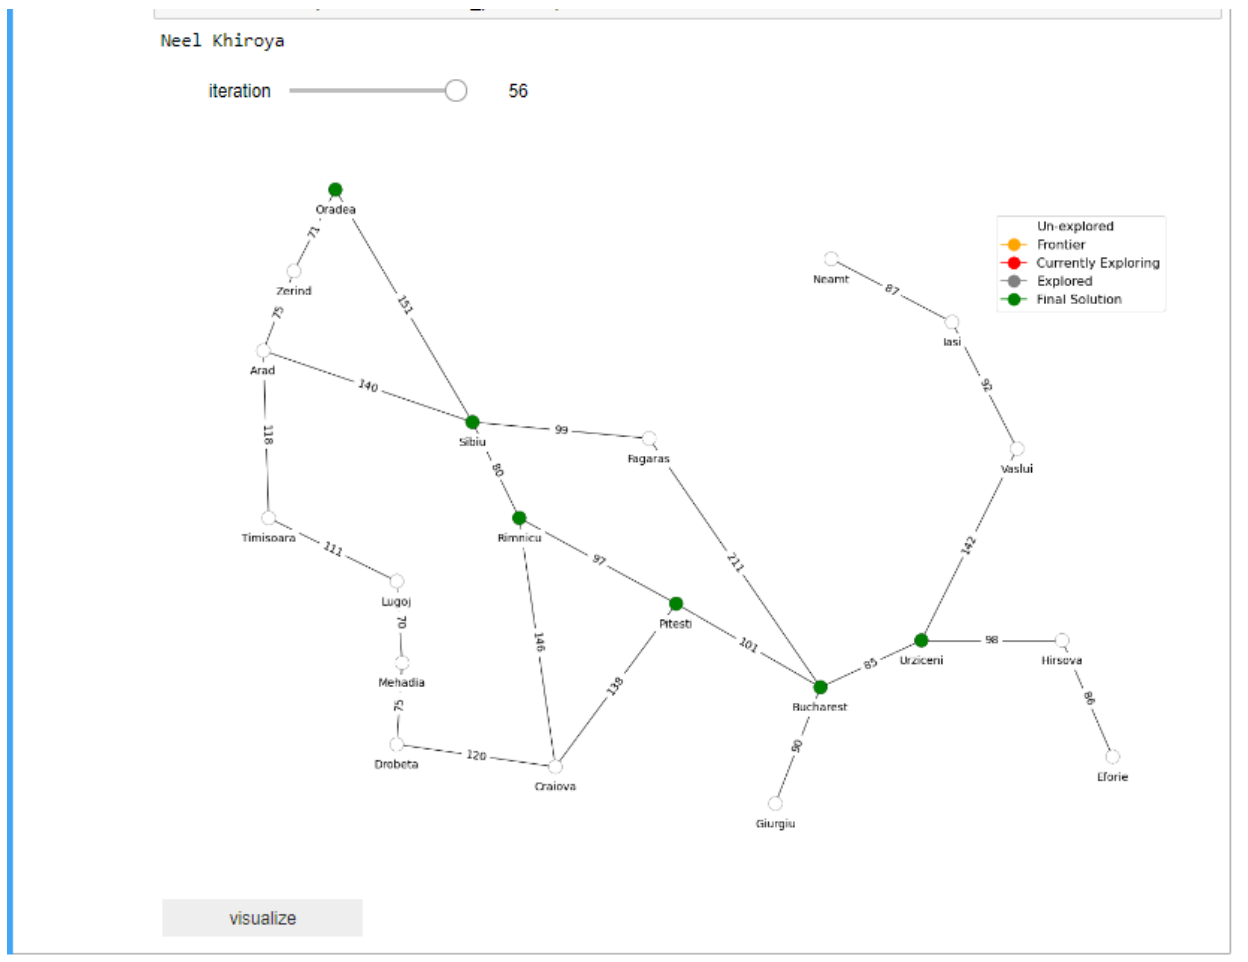 Neel Khiroya
iteration 56
Oradea
71
Zerind
75
151
Arad
140
118
Sibiu
99
Fagaras
80
Timisoara
Rimnicu
111
97
211
Lugoj
70
146
Pitesti
101
Mehadia
75
138
Drobeta
120
Craiova
Bucharest
85
90
Giurgiu
Urziceni
98
Hirsova
86
Eforie
142
Vaslui
92
Iasi
87
Neamt
Un-explored
Frontier
Currently Exploring
Explored
Final Solution
visualize